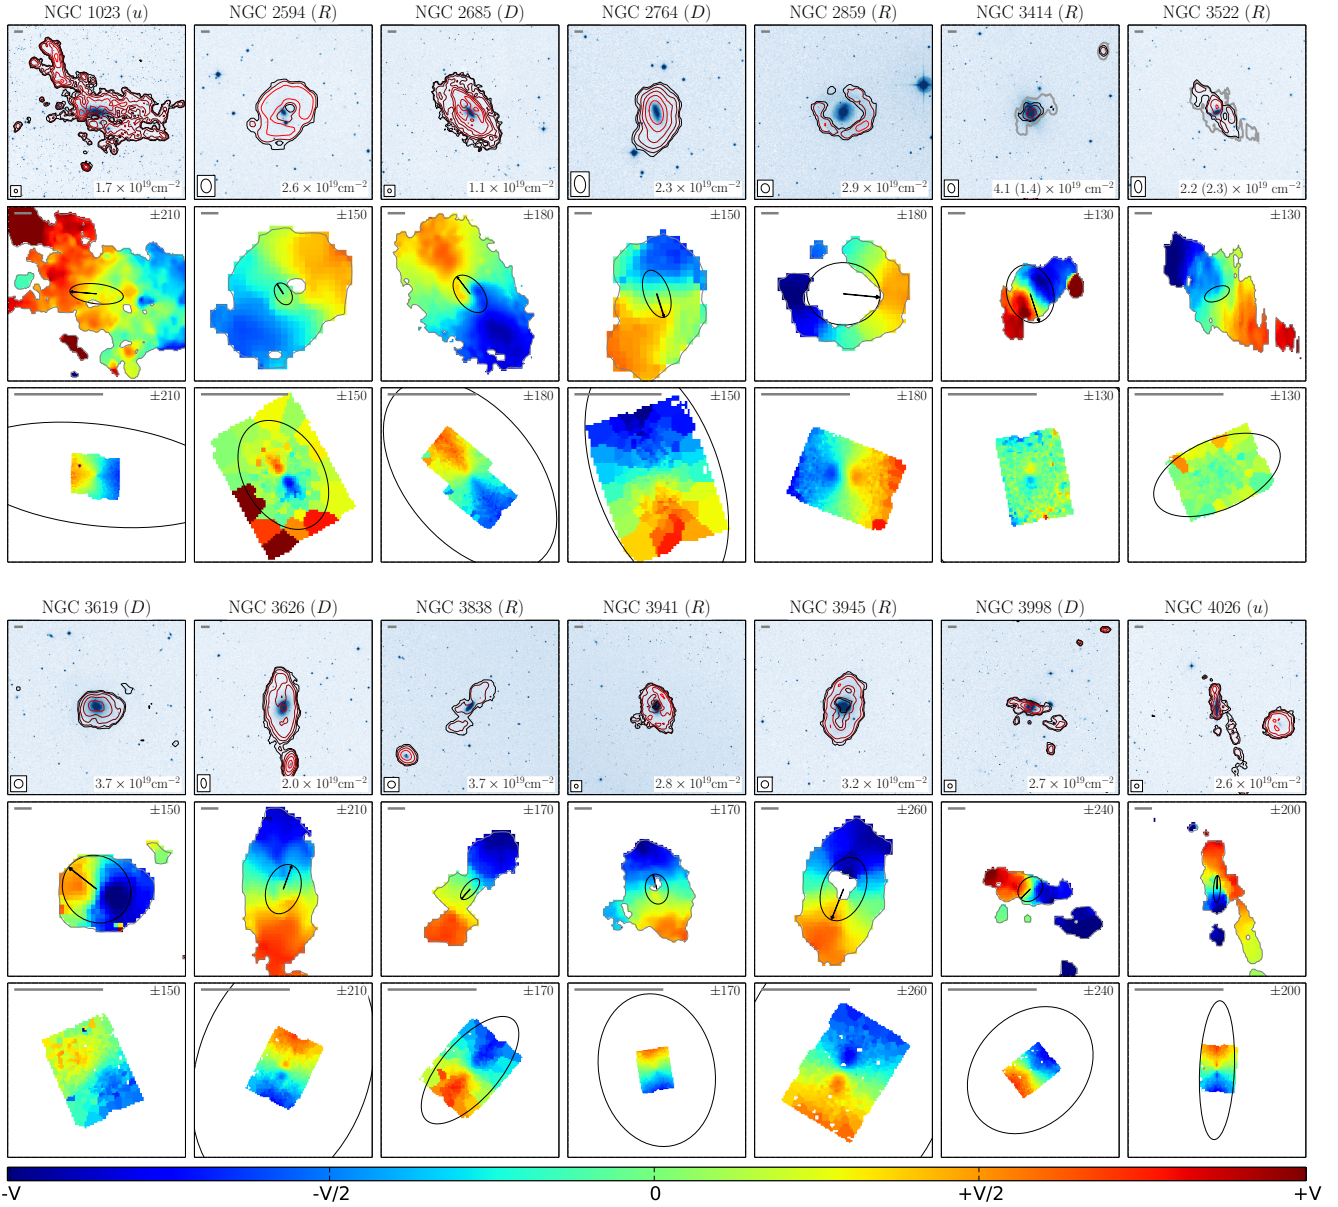 NGC 1023 (u) NGC 2594 (R) NGC 2685 (D) NGC 2764 (D) NGC 2859 (R) NGC 3414 (R) NGC 3522 (R)
1.7 × 10¹⁹cm⁻² 2.6 × 10¹⁹cm⁻² 1.1 × 10¹⁹cm⁻² 2.3 × 10¹⁹cm⁻² 2.9 × 10¹⁹cm⁻² 4.1 (1.4) × 10¹⁹ cm⁻² 2.2 (2.3) × 10¹⁹cm⁻²
±210 ±150 ±180 ±150 ±180 ±130 ±130
±210 ±150 ±180 ±150 ±180 ±130 ±130
NGC 3619 (D) NGC 3626 (D) NGC 3838 (R) NGC 3941 (R) NGC 3945 (R) NGC 3998 (D) NGC 4026 (u)
3.7 × 10¹⁹cm⁻² 2.0 × 10¹⁹cm⁻² 3.7 × 10¹⁹cm⁻² 2.8 × 10¹⁹cm⁻² 3.2 × 10¹⁹cm⁻² 2.7 × 10¹⁹cm⁻² 2.6 × 10¹⁹cm⁻²
±150 ±210 ±170 ±170 ±260 ±240 ±200
±150 ±210 ±170 ±170 ±260 ±240 ±200
-V -V/2 0 +V/2 +V